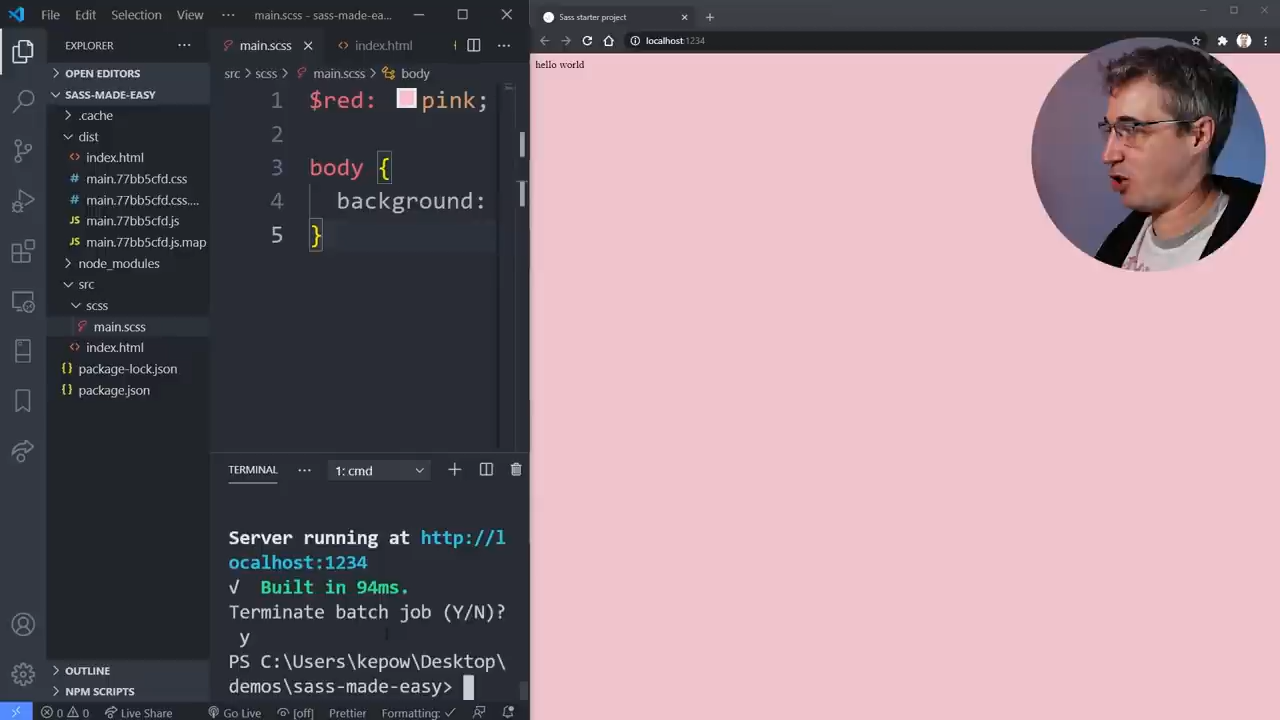 File Edit Selection View ··· main.scss - sass-made-ea...
EXPLORER ···
OPEN EDITORS
SASS-MADE-EASY
.cache
dist
index.html
main.77bb5cfd.css
main.77bb5cfd.css....
main.77bb5cfd.js
main.77bb5cfd.js.map
node_modules
src
scss
main.scss
index.html
package-lock.json
package.json
OUTLINE
NPM SCRIPTS
main.scss index.html ···
src > scss > main.scss > body
1 $red: pink;
2
3 body {
4 background:
5 }
TERMINAL ··· 1: cmd
Server running at http://l
ocalhost:1234
√ Built in 94ms.
Terminate batch job (Y/N)?
y
PS C:\Users\kepow\Desktop\
demos\sass-made-easy>
0 0 Live Share Go Live [off] Prettier Formatting: ✓
Sass starter project
localhost:1234
hello world